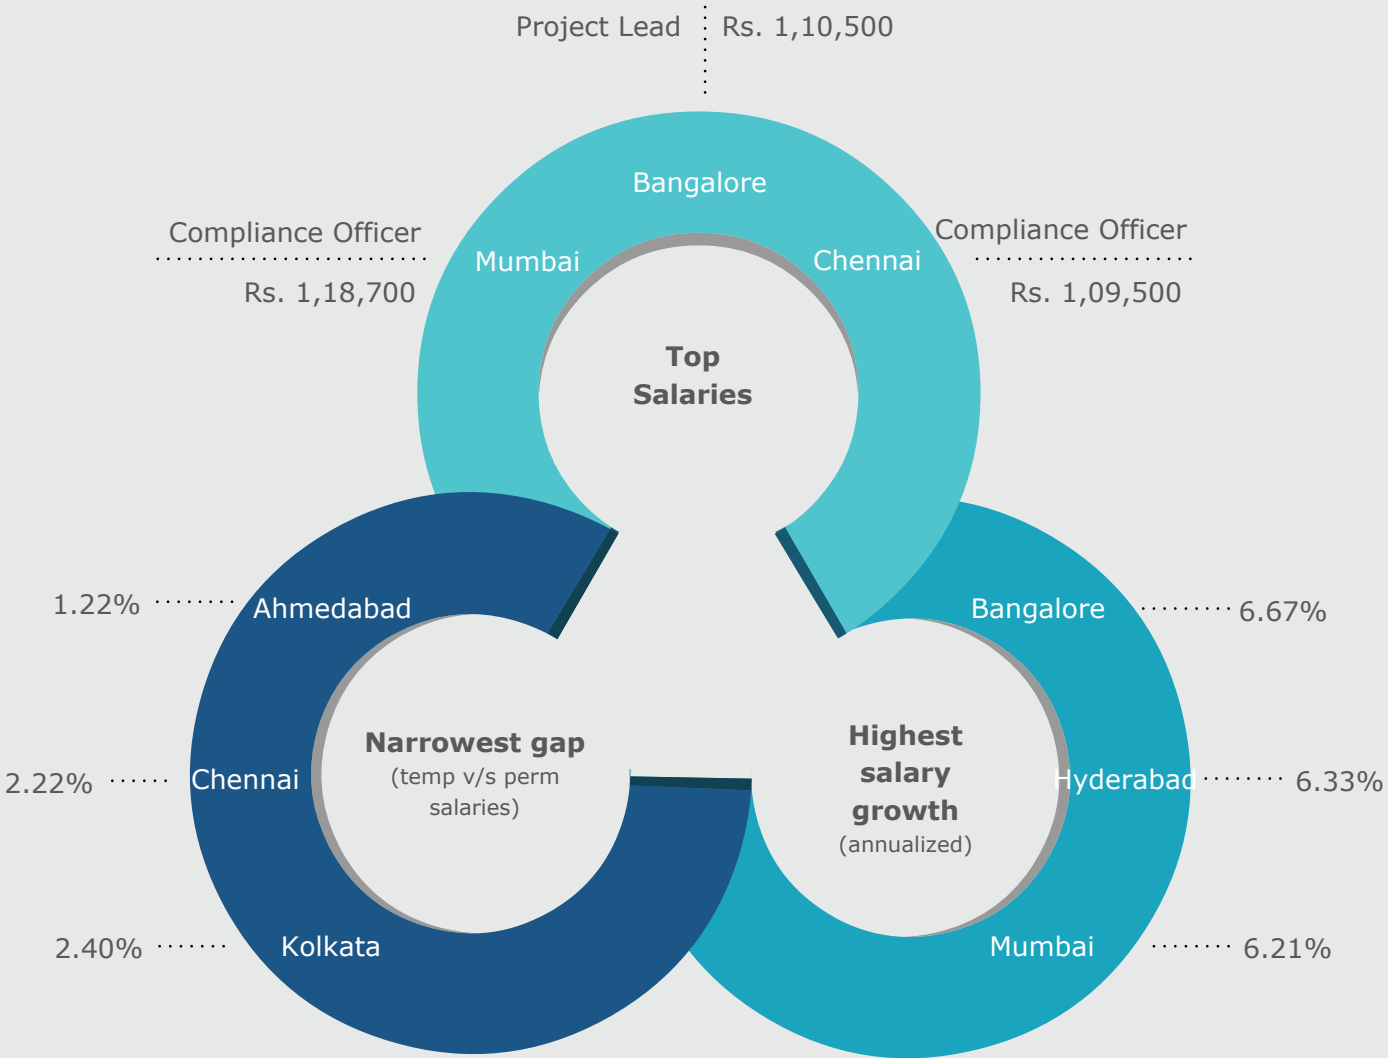 Project Lead Rs. 1,10,500
Bangalore
Compliance Officer
Rs. 1,18,700
Mumbai
Chennai
Compliance Officer
Rs. 1,09,500
Top
Salaries
1.22%
Ahmedabad
2.22%
Chennai
2.40%
Kolkata
Narrowest gap
(temp v/s perm
salaries)
Highest
salary
growth
(annualized)
Bangalore
6.67%
Hyderabad
6.33%
Mumbai
6.21%